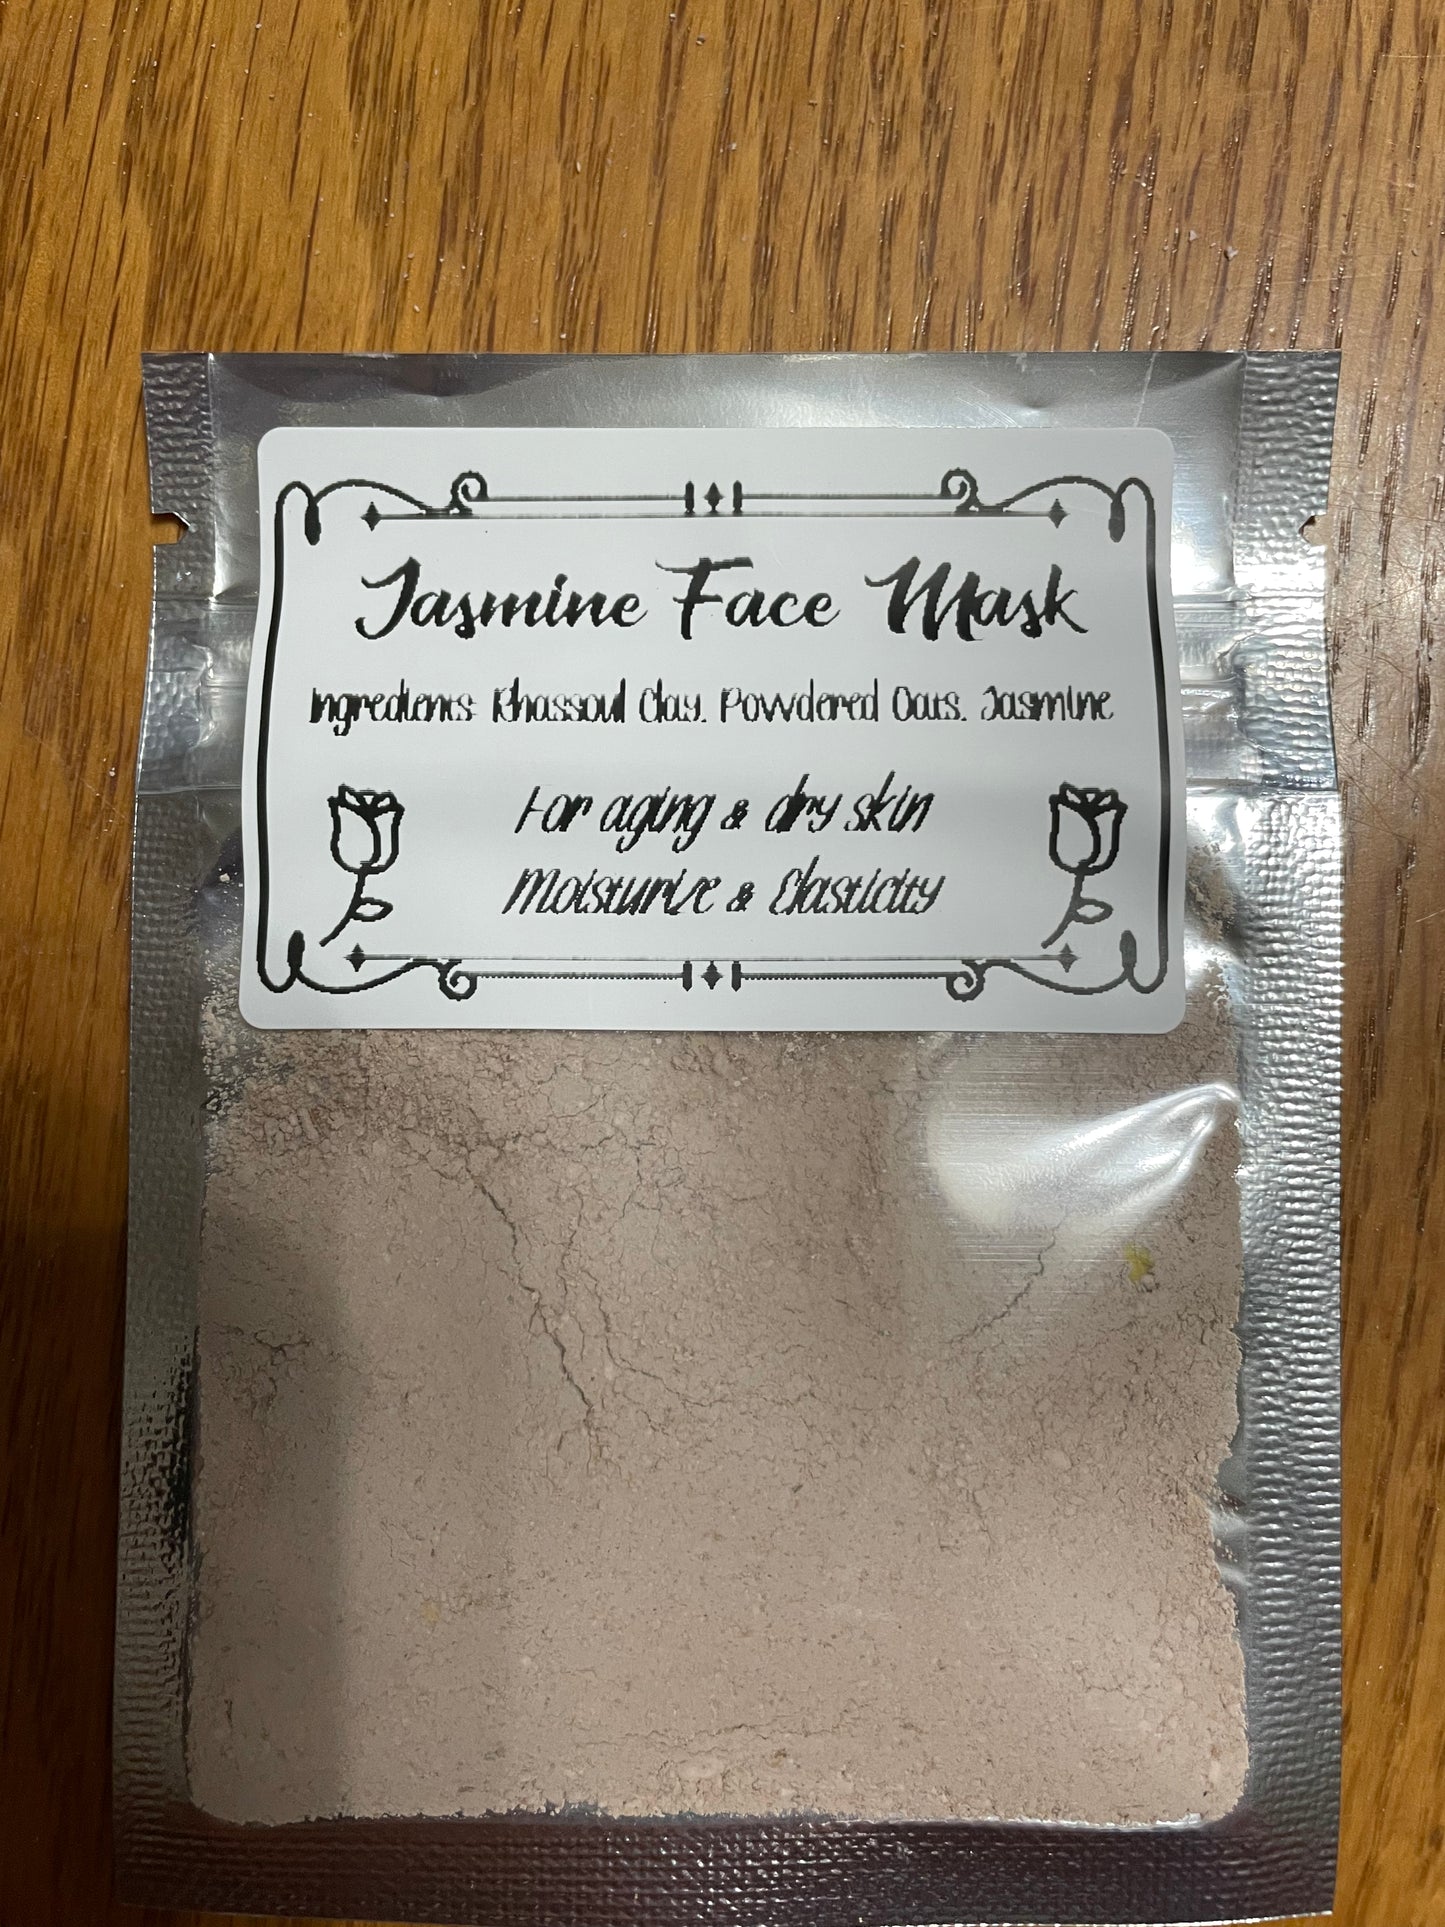 Jasmine Face Mask
Ingredients: Rhassoul Clay, Powdered Oats, Jasmine
For aging & dry skin
Moisturize & Elasticity